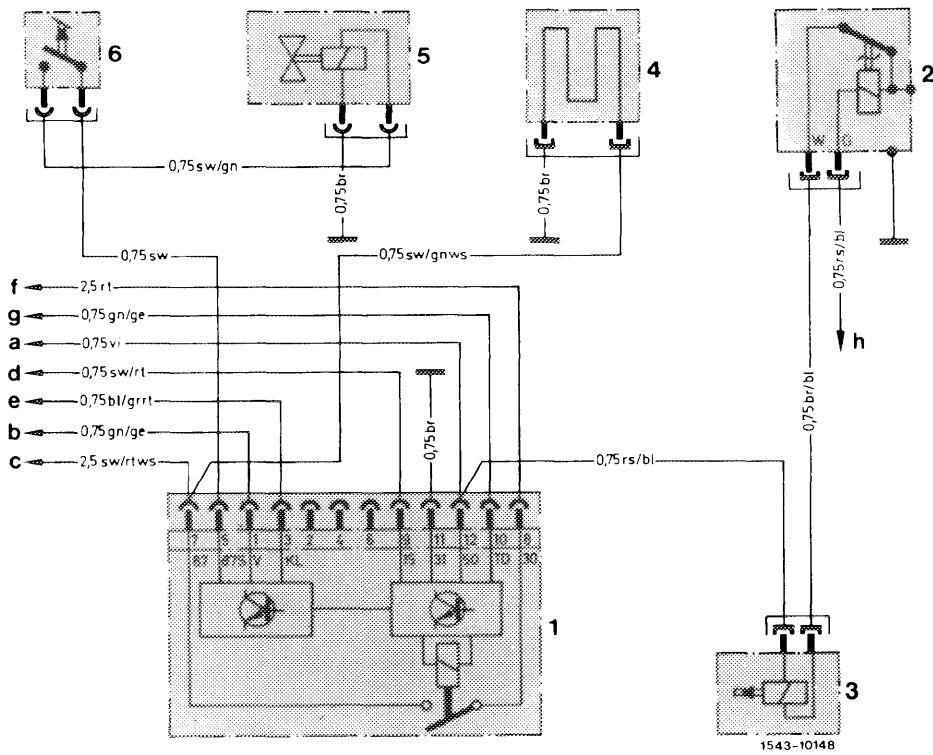 6
5
4
2
W G
0,75 sw/gn
0,75 br
0,75 br
0,75 sw
0,75 sw/gnws
0,75 rs/bl
f 2,5 rt
g 0,75 gn/ge
a 0,75 vi
h
d 0,75 sw/rt
e 0,75 bl/grrt
0,75 br
0,75 br/bl
b 0,75 gn/ge
c 2,5 sw/rtws
0,75 rs/bl
7 5 1 3 2 4 6 9 11 12 10 8
87 87S V KL 15 31 50 TD 30
1
3
1543-10148